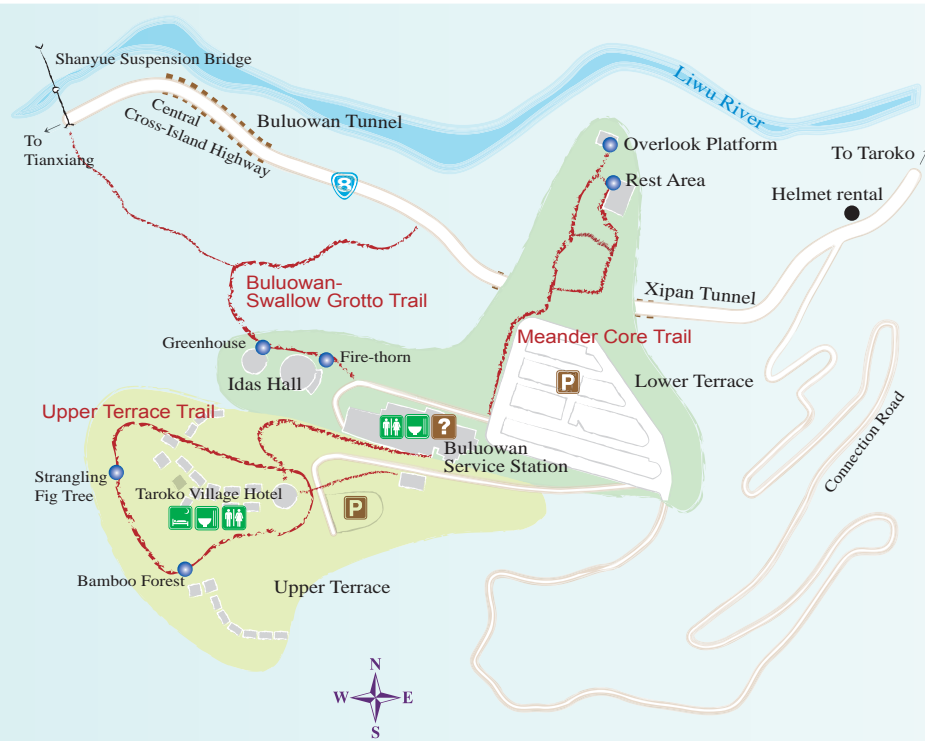 Shanyue Suspension Bridge
Liwu River
Central
Cross-Island Highway
Buluowan Tunnel
To
Tianxiang
Overlook Platform
To Taroko
8
Rest Area
Helmet rental
Buluowan-
Swallow Grotto Trail
Xipan Tunnel
Meander Core Trail
Greenhouse
Fire-thorn
Idas Hall
P
Lower Terrace
Connection Road
Upper Terrace Trail
?
Buluowan
Service Station
Strangling
Fig Tree
Taroko Village Hotel
P
Bamboo Forest
Upper Terrace
N
W
E
S